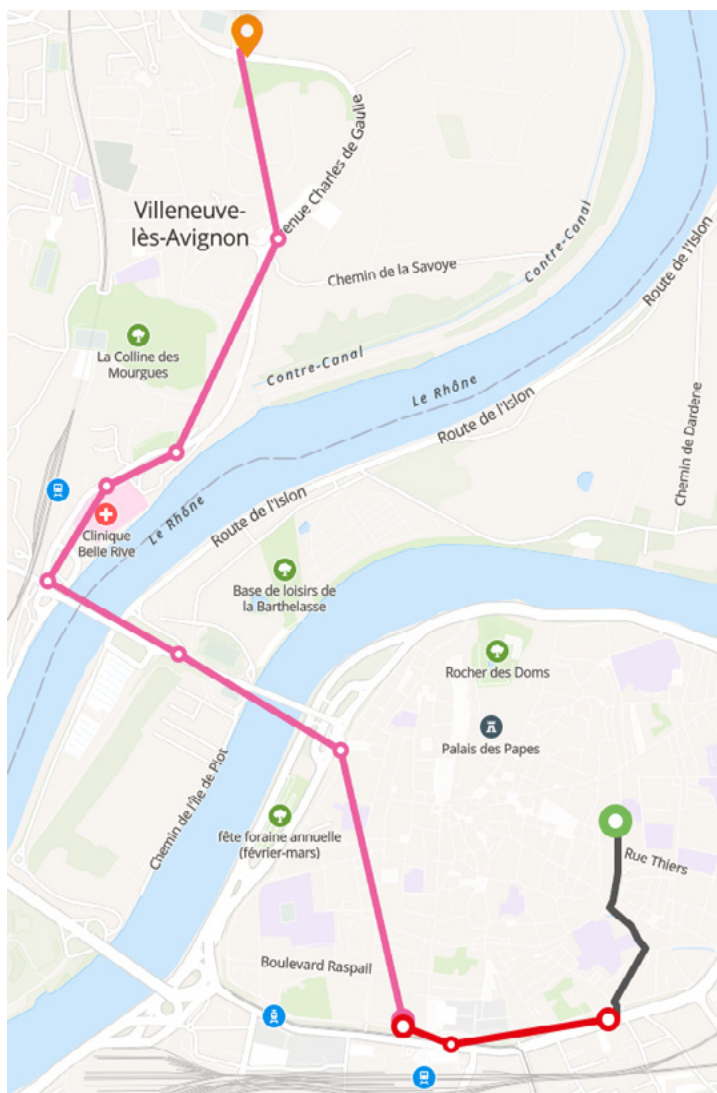 enue Charles de Gaulle
Villeneuve-
lès-Avignon
Chemin de la Savoye
Contre-Canal
Route de l'Islon
La Colline des
Mourgues
Contre-Canal
Le Rhône
Route de l'Islon
Chemin de Dardene
Le Rhône
Route de l'Islon
Clinique
Belle Rive
Base de loisirs de
la Barthelasse
Rocher des Doms
Palais des Papes
Chemin de l'Île de Piot
fête foraine annuelle
(février-mars)
Rue Thiers
Boulevard Raspail